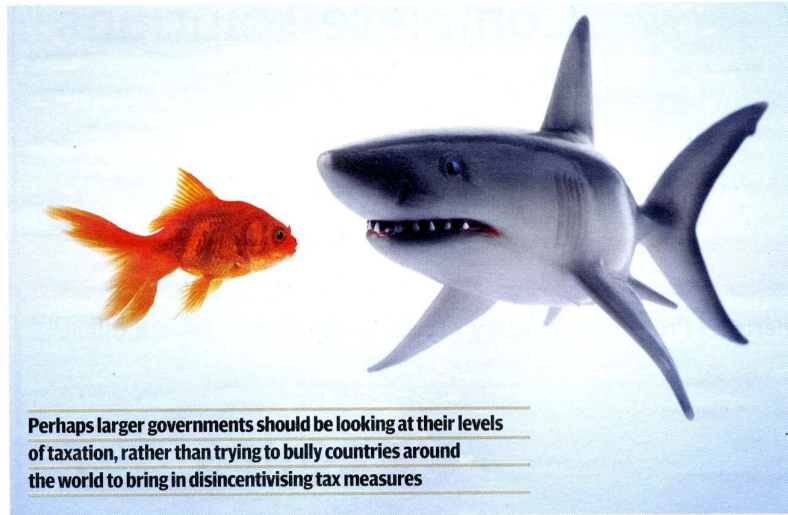 Perhaps larger governments should be looking at their levels
of taxation, rather than trying to bully countries around
the world to bring in disincentivising tax measures